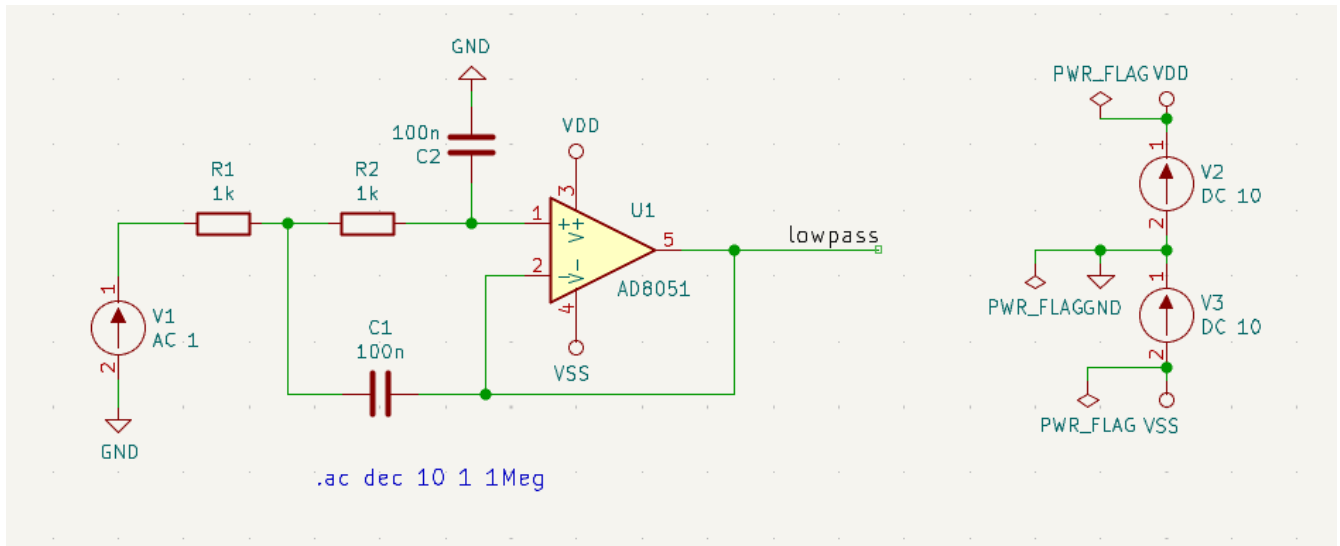 GND
100n
C2
VDD
R1
1k
R2
1k
3
U1
1
V+
2
V-
5
lowpass
AD8051
4
VSS
1
V1
AC 1
2
GND
C1
100n
.ac dec 10 1 1Meg
PWR_FLAG VDD
1
V2
DC 10
2
PWR_FLAG GND
1
V3
DC 10
2
PWR_FLAG VSS